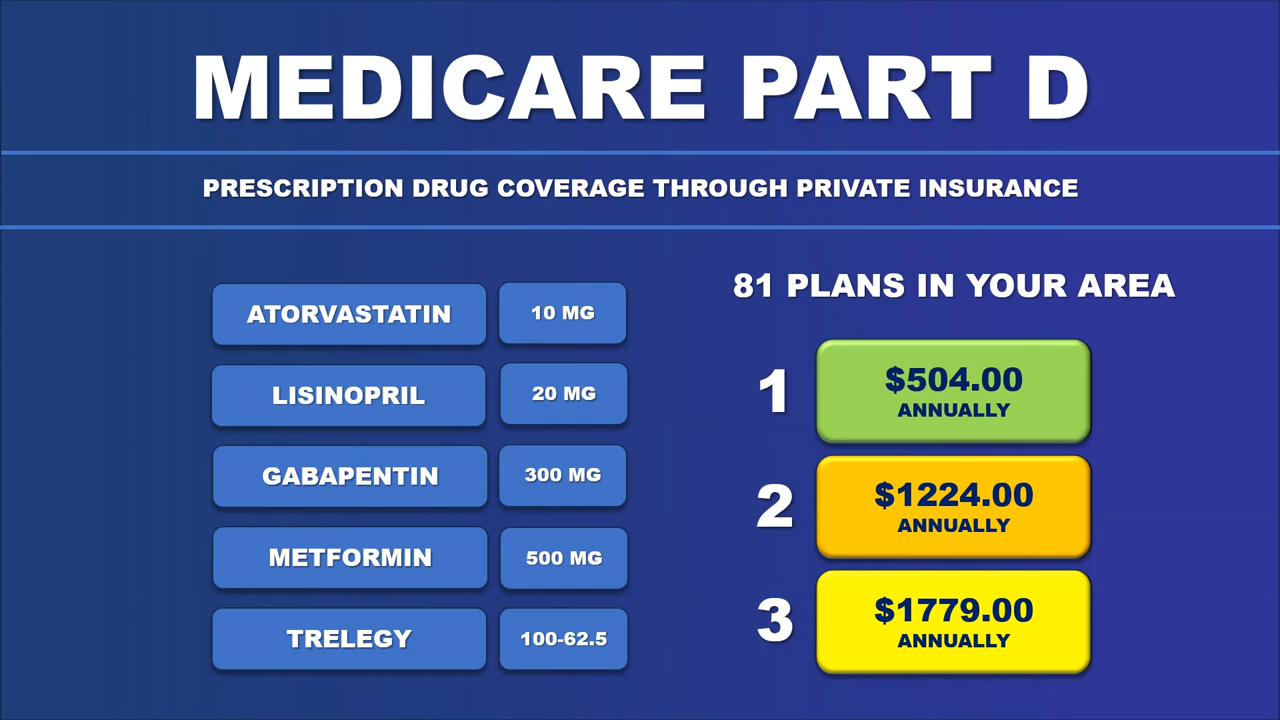 MEDICARE PART D
PRESCRIPTION DRUG COVERAGE THROUGH PRIVATE INSURANCE
ATORVASTATIN 10 MG
LISINOPRIL 20 MG
GABAPENTIN 300 MG
METFORMIN 500 MG
TRELEGY 100-62.5
81 PLANS IN YOUR AREA
1 $504.00
ANNUALLY
2 $1224.00
ANNUALLY
3 $1779.00
ANNUALLY